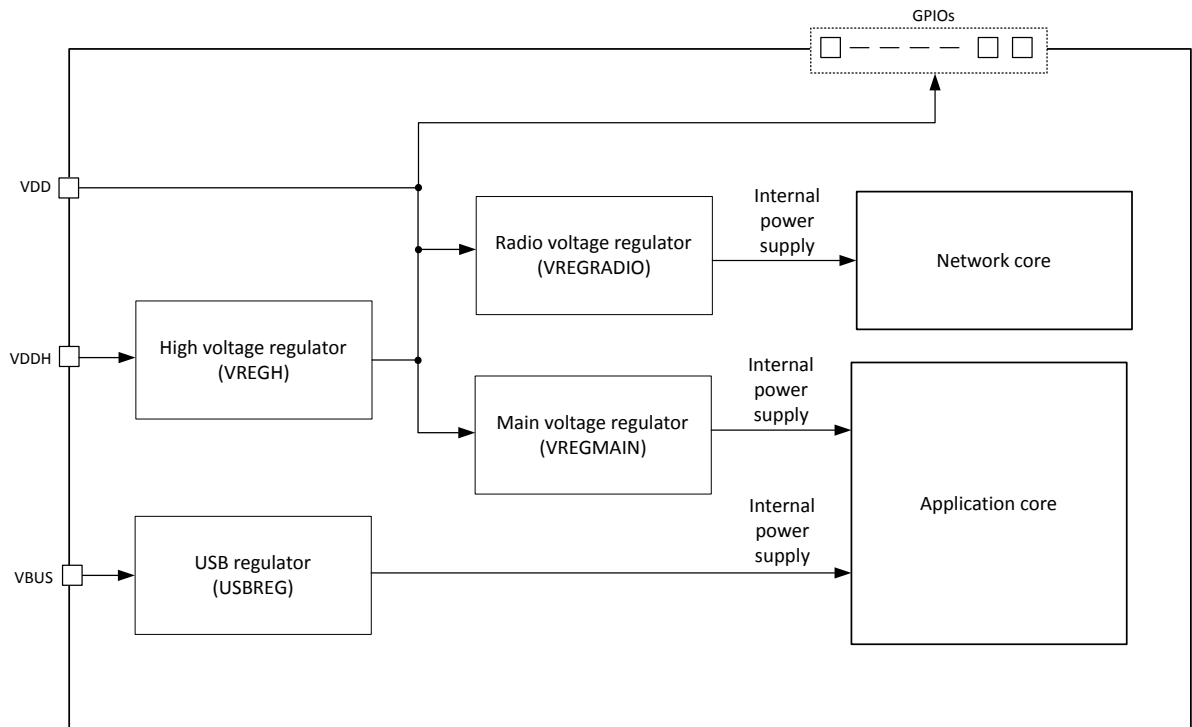 GPIOs
VDD
Radio voltage regulator
(VREGRADIO)
Internal
power
supply
Network core
VDDH
High voltage regulator
(VREGH)
Main voltage regulator
(VREGMAIN)
Internal
power
supply
Application core
VBUS
USB regulator
(USBREG)
Internal
power
supply